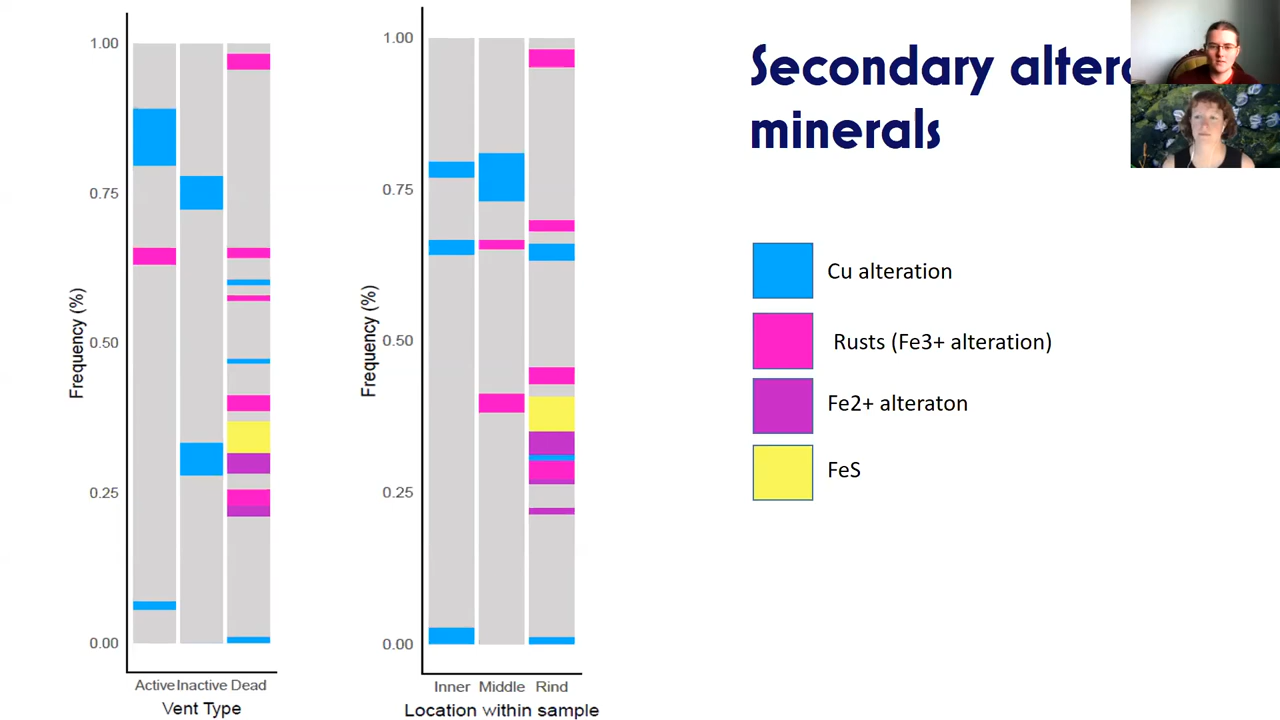 1.00
0.75
0.50
0.25
0.00
Frequency (%)
Active Inactive Dead
Vent Type
1.00
0.75
0.50
0.25
0.00
Frequency (%)
Inner Middle Rind
Location within sample
Secondary
minerals
Cu alteration
Rusts (Fe3+ alteration)
Fe2+ alteraton
FeS